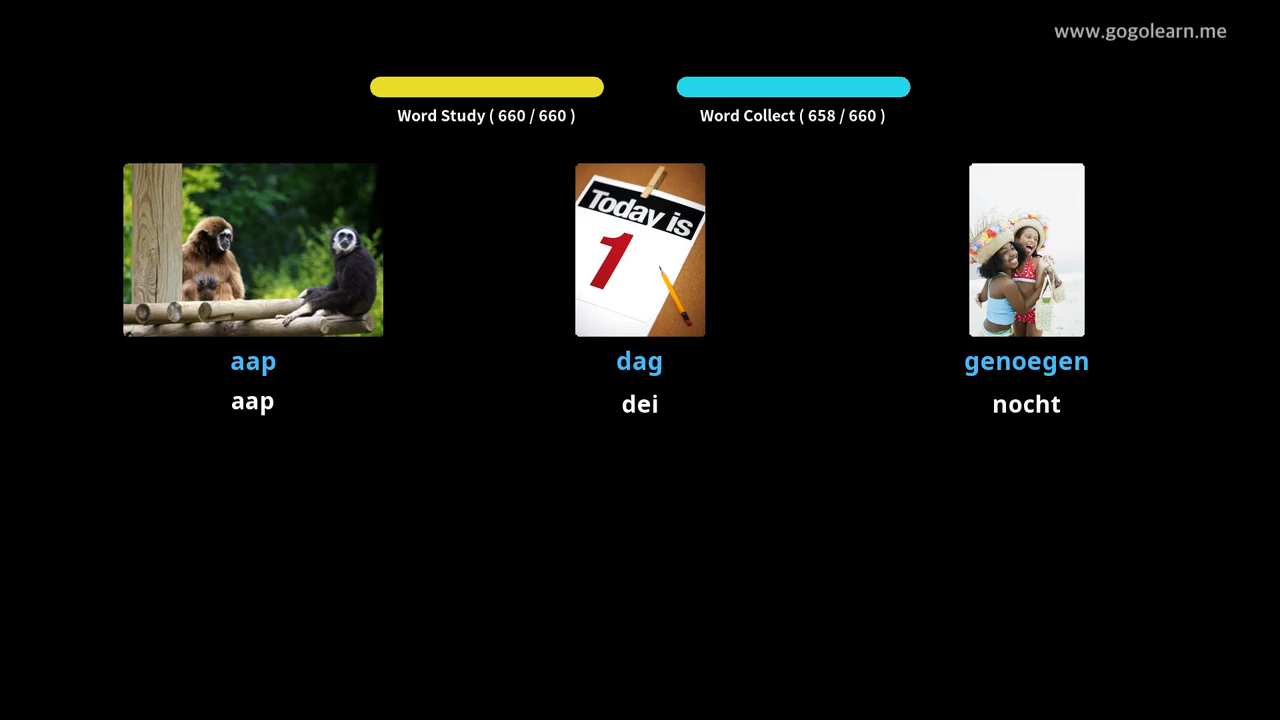 www.gogolearn.me
Word Study ( 660 / 660 )
Word Collect ( 658 / 660 )
Today is
1
aap
dag
genoegen
aap
dei
nocht